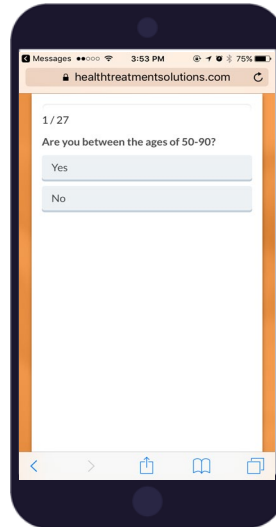 Messages 3:53 PM 75%
healthtreatmentsolutions.com
1 / 27
Are you between the ages of 50-90?
Yes
No